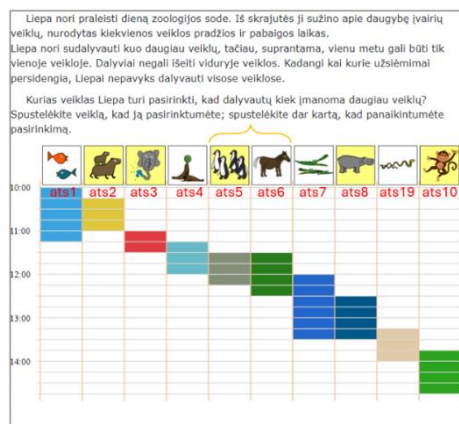 Liepa nori praleisti dieną zoologijos sode. Iš skrajutės ji sužino apie daugybę įvairių
veiklų, nurodytas kiekvienos veiklos pradžios ir pabaigos laikas.
Liepa nori sudalyvauti kuo daugiau veiklų, tačiau, suprantama, vienu metu gali būti tik
vienoje veikloje. Dalyviai negali išeiti viduryje veiklos. Kadangi kai kurie užsiėmimai
persidengia, Liepai nepavyks dalyvauti visose veiklose.
Kurias veiklas Liepa turi pasirinkti, kad dalyvautų kiek įmanoma daugiau veiklų?
Spustelėkite veiklą, kad ją pasirinktumėte; spustelėkite dar kartą, kad panaikintumėte
pasirinkimą.
ats1 ats2 ats3 ats4 ats5 ats6 ats7 ats8 ats19 ats10
10:00
11:00
12:00
13:00
14:00